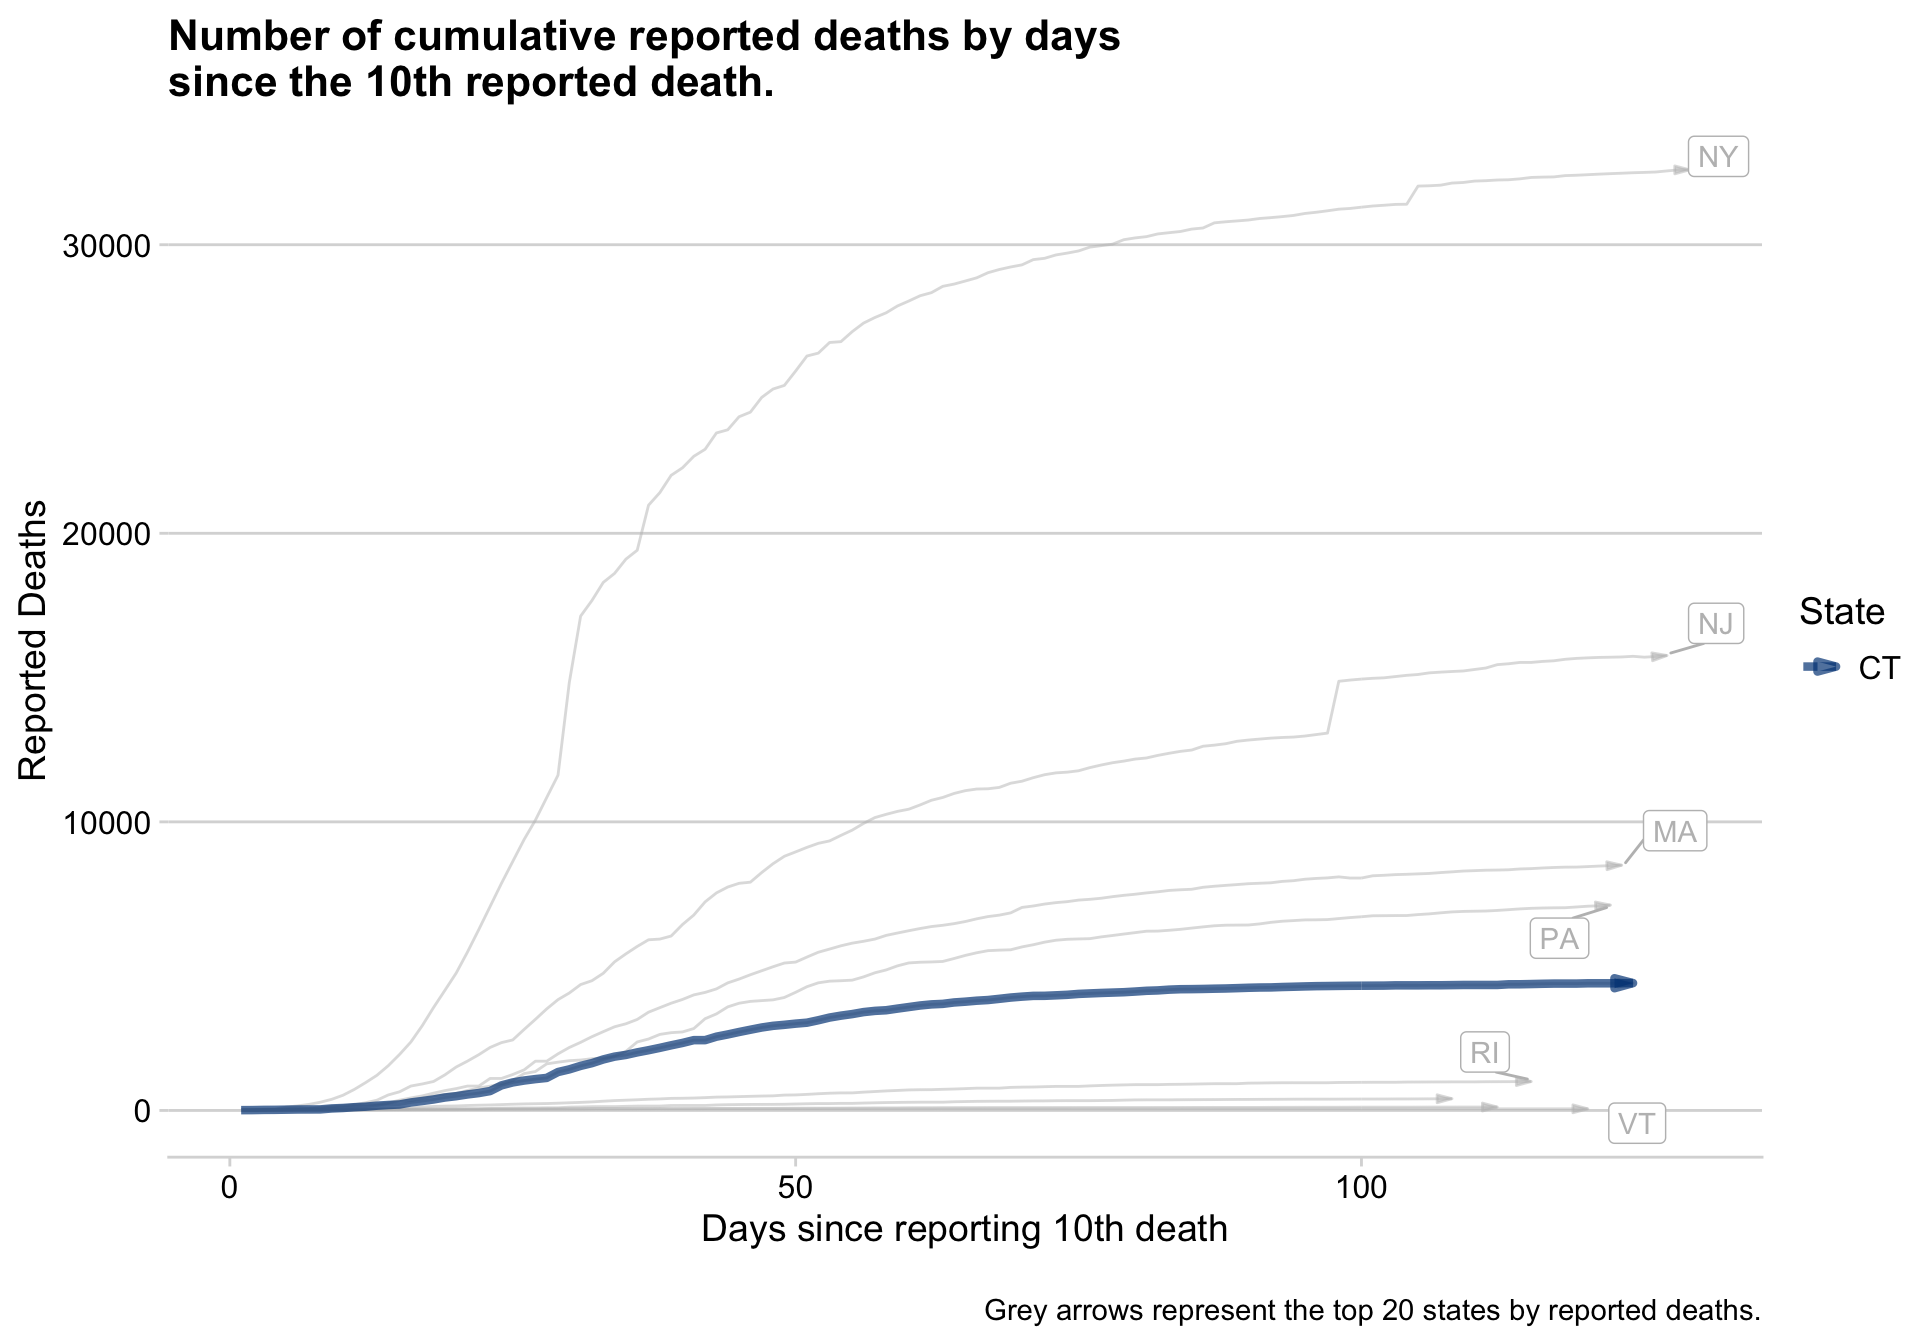 Number of cumulative reported deaths by days
since the 10th reported death.
NY
30000
20000
NJ
10000
MA
PA
RI
0
VT
Reported Deaths
State
CT
0 50 100
Days since reporting 10th death
Grey arrows represent the top 20 states by reported deaths.